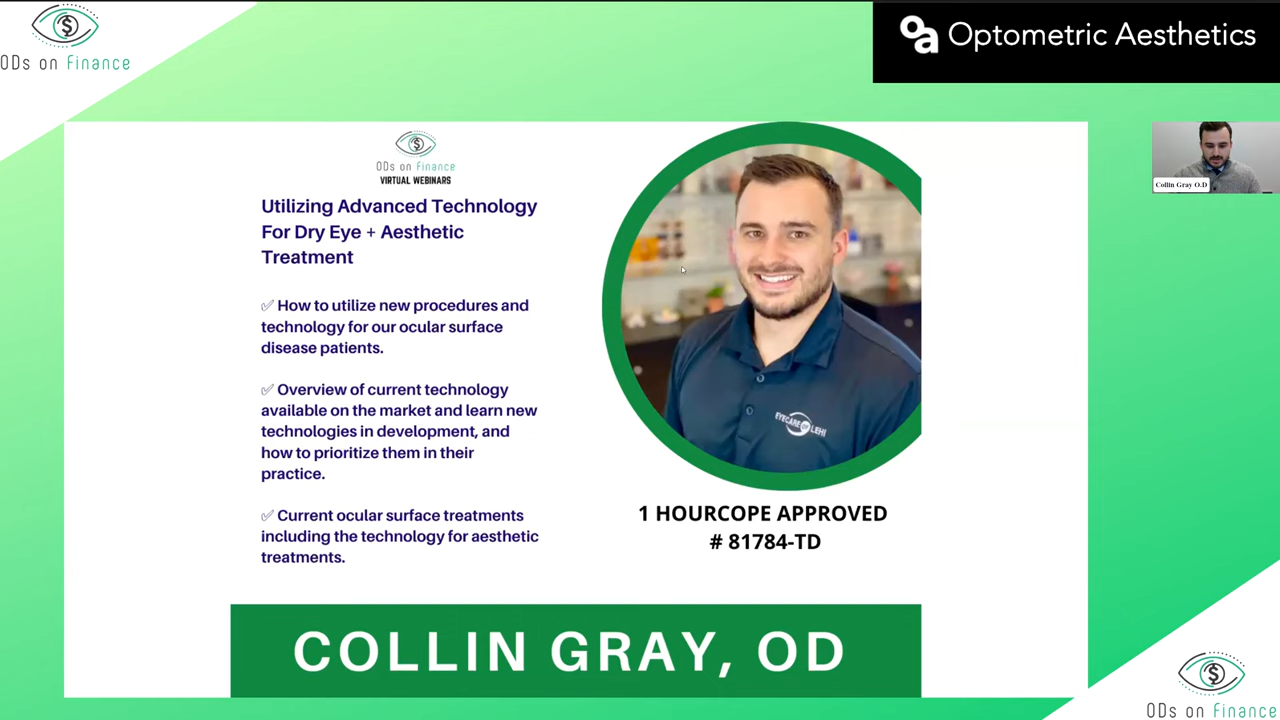 ODs on Finance
Optometric Aesthetics
ODs on Finance
VIRTUAL WEBINARS
Utilizing Advanced Technology
For Dry Eye + Aesthetic
Treatment
✅ How to utilize new procedures and
technology for our ocular surface
disease patients.
✅ Overview of current technology
available on the market and learn new
technologies in development, and
how to prioritize them in their
practice.
✅ Current ocular surface treatments
including the technology for aesthetic
treatments.
EYECARE OF LEHI
1 HOURCOPE APPROVED
# 81784-TD
COLLIN GRAY, OD
Collin Gray O.D
ODs on Finance